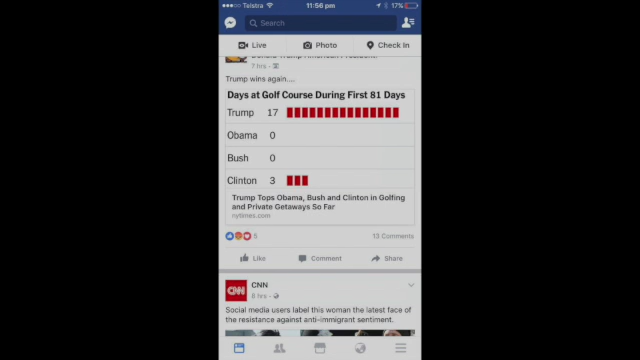 Telstra 11:56 pm 17%
Search
Live Photo Check In
7 hrs
Trump wins again....
Days at Golf Course During First 81 Days
Trump 17
Obama 0
Bush 0
Clinton 3
Trump Tops Obama, Bush and Clinton in Golfing
and Private Getaways So Far
nytimes.com
5 13 Comments
Like Comment Share
CNN
CNN
8 hrs
Social media users label this woman the latest face of
the resistance against anti-immigrant sentiment.